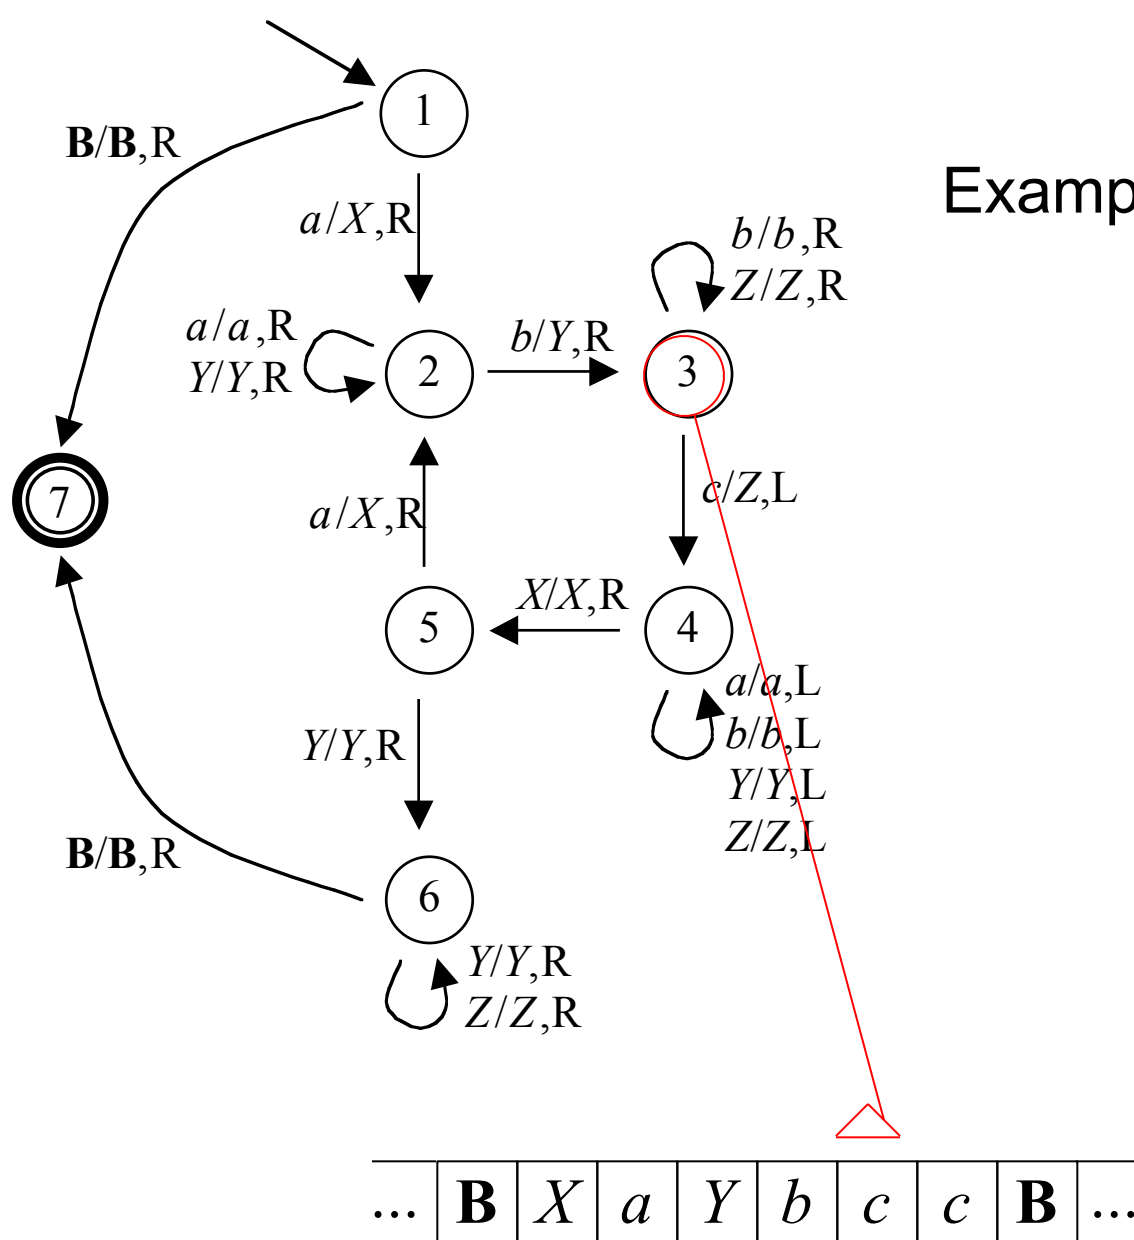 1
B/B,R
Examp
a/X,R
b/b,R
Z/Z,R
a/a,R
Y/Y,R
2
b/Y,R
3
7
a/X,R
c/Z,L
5
X/X,R
4
a/a,L
b/b,L
Y/Y,L
Z/Z,L
Y/Y,R
B/B,R
6
Y/Y,R
Z/Z,R
... B X a Y b c c B ...